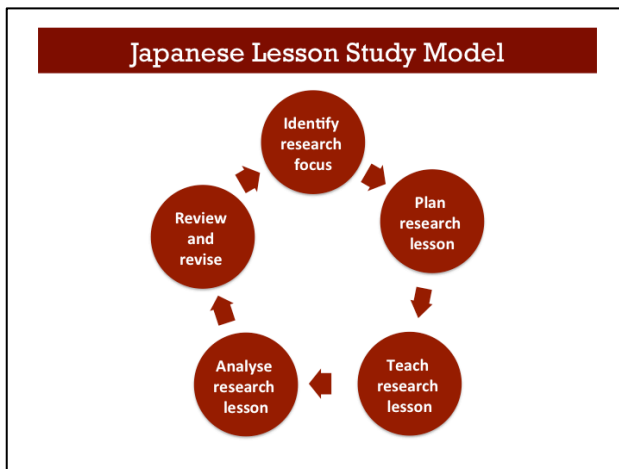 Japanese Lesson Study Model
Identify
research
focus
Plan
research
lesson
Teach
research
lesson
Analyse
research
lesson
Review
and
revise